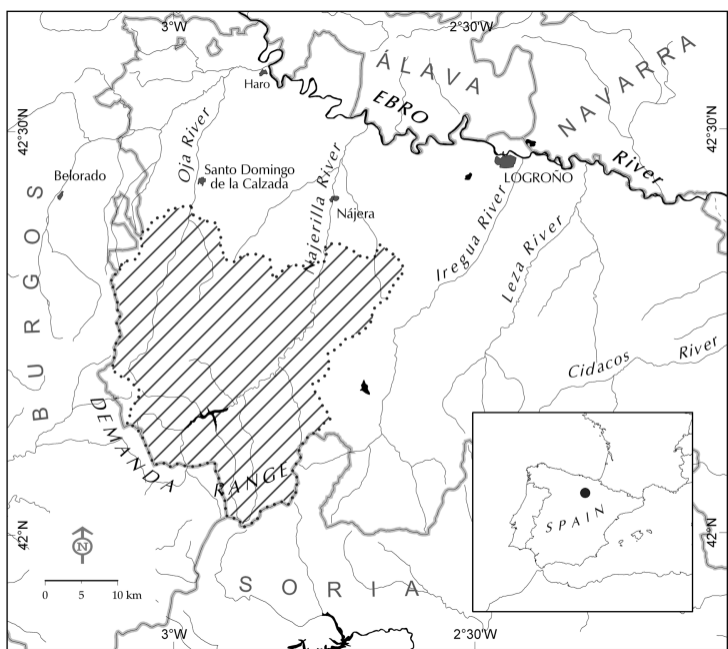 3°W
2°30'W
ÁLAVA
NAVARRA
Haro
EBRO
River
42°30'N
42°30'N
Oja River
Belorado
Santo Domingo
de la Calzada
Najerilla River
Nájera
LOGROÑO
Iregua River
Leza River
BURGOS
Cidacos River
DEMANDA
RANGE
SPAIN
42°N
42°N
N
0 5 10 km
SORIA
3°W
2°30'W